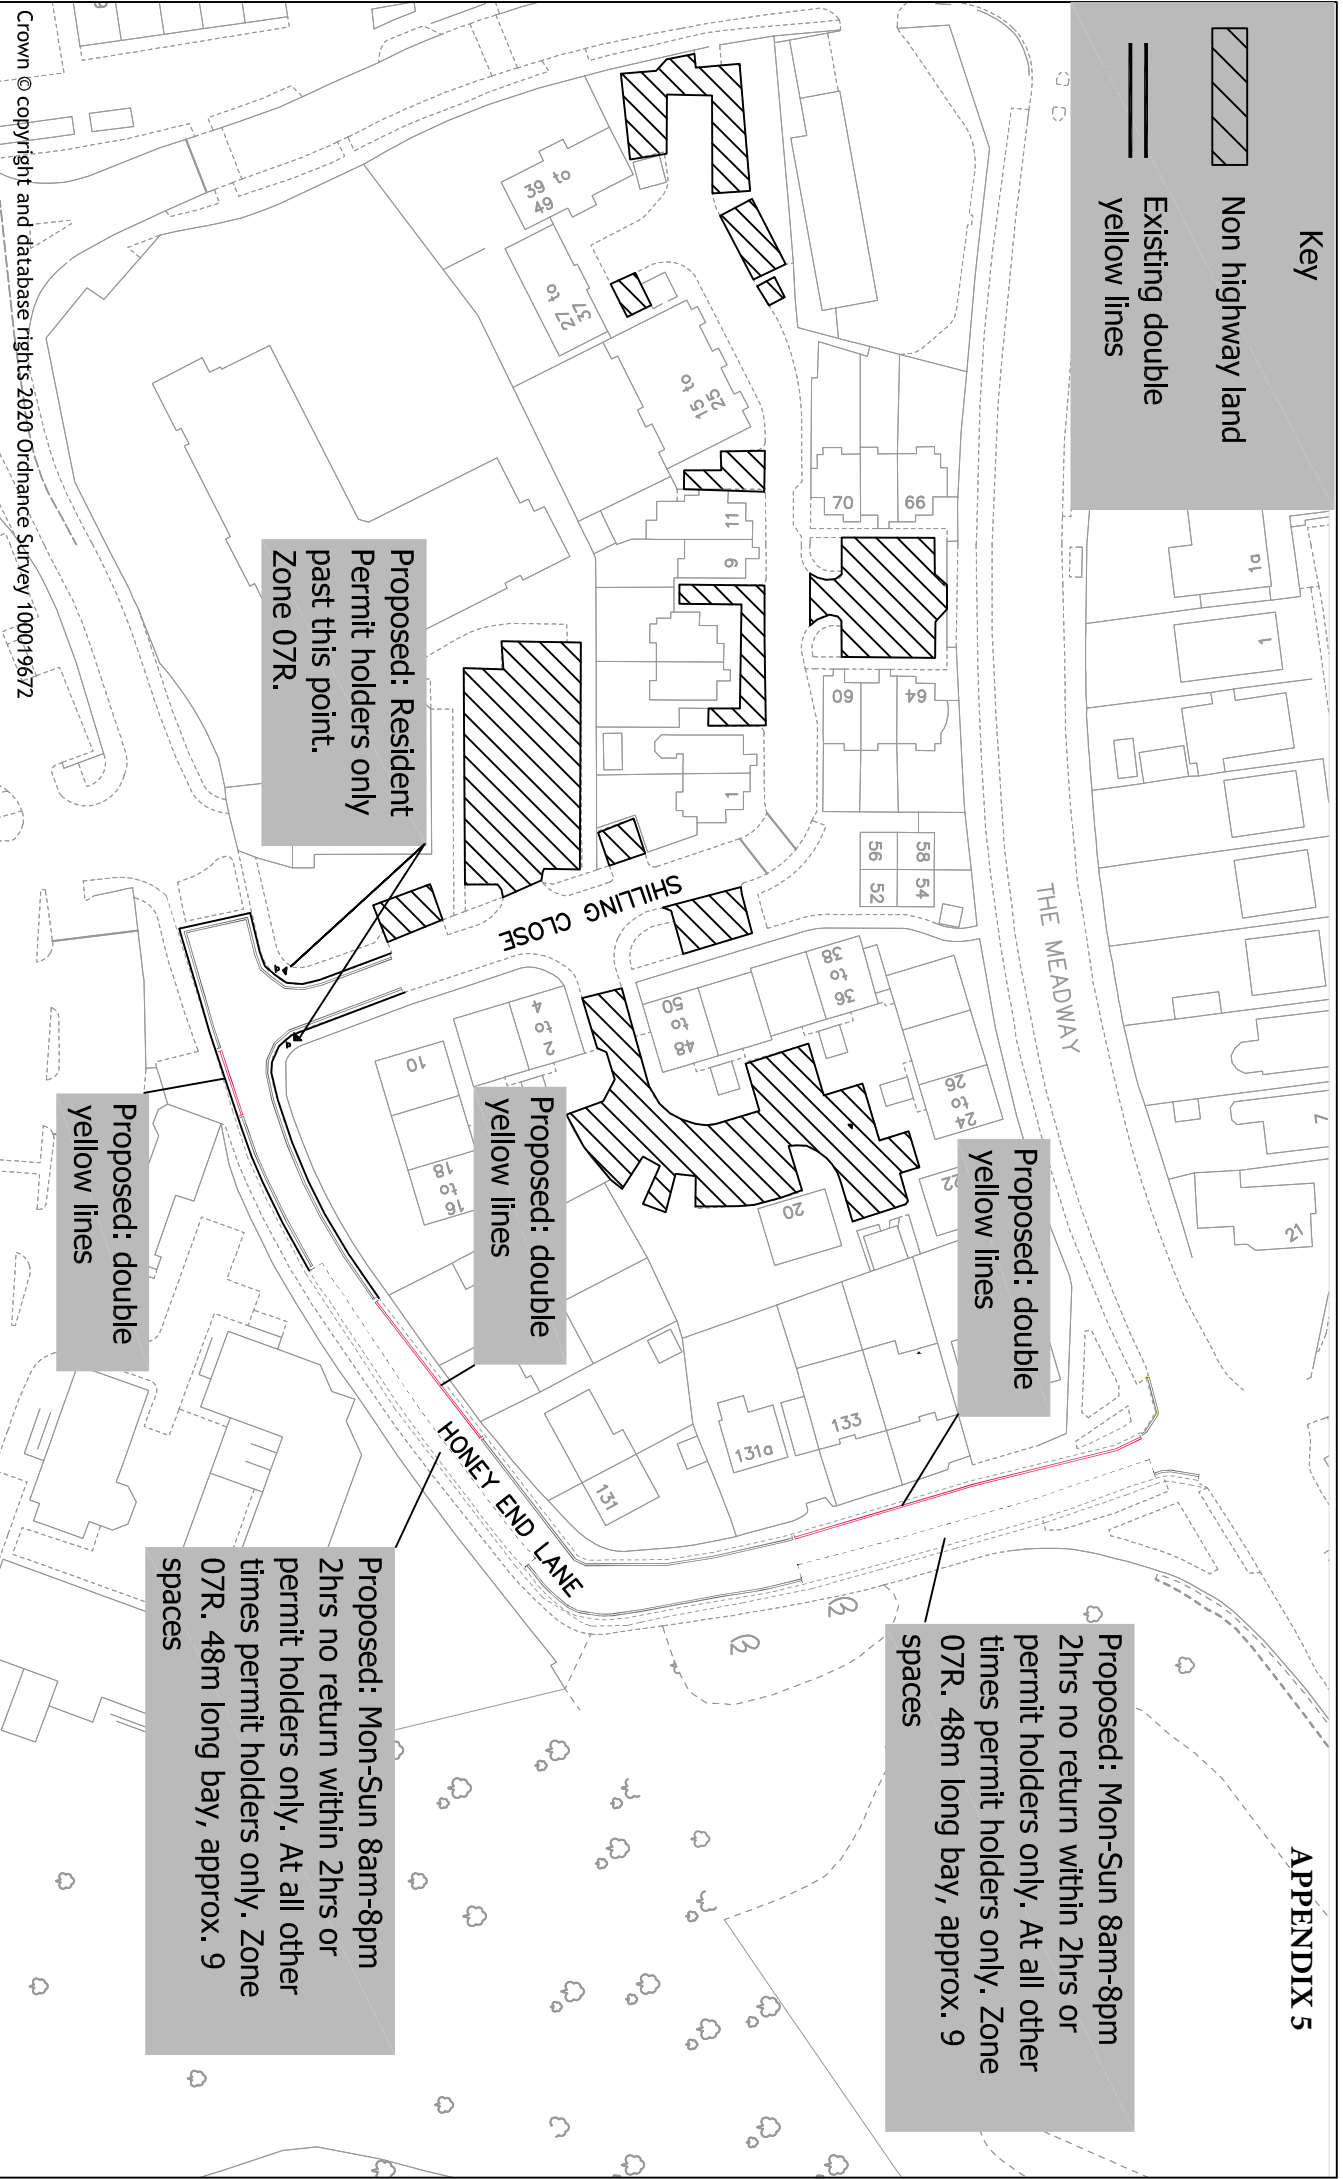 APPENDIX 5
Key
Non highway land
Existing double
yellow lines
1a
1
7
21
THE MEADWAY
Proposed: Mon-Sun 8am-8pm
2hrs no return within 2hrs or
permit holders only. At all other
times permit holders only. Zone
07R. 48m long bay, approx. 9
spaces
Proposed: double
yellow lines
70
66
60
64
56
58
52
54
38
to
36
50
to
48
26
to
24
22
20
133
131a
131
39 to
49
27 to
37
15 to
25
11
9
1
SHILLING CLOSE
4
to
2
10
18
to
16
Proposed: double
yellow lines
HONEY END LANE
Proposed: Resident
Permit holders only
past this point.
Zone 07R.
Proposed: Mon-Sun 8am-8pm
2hrs no return within 2hrs or
permit holders only. At all other
times permit holders only. Zone
07R. 48m long bay, approx. 9
spaces
Proposed: double
yellow lines
Crown © copyright and database rights 2020 Ordnance Survey 100019672